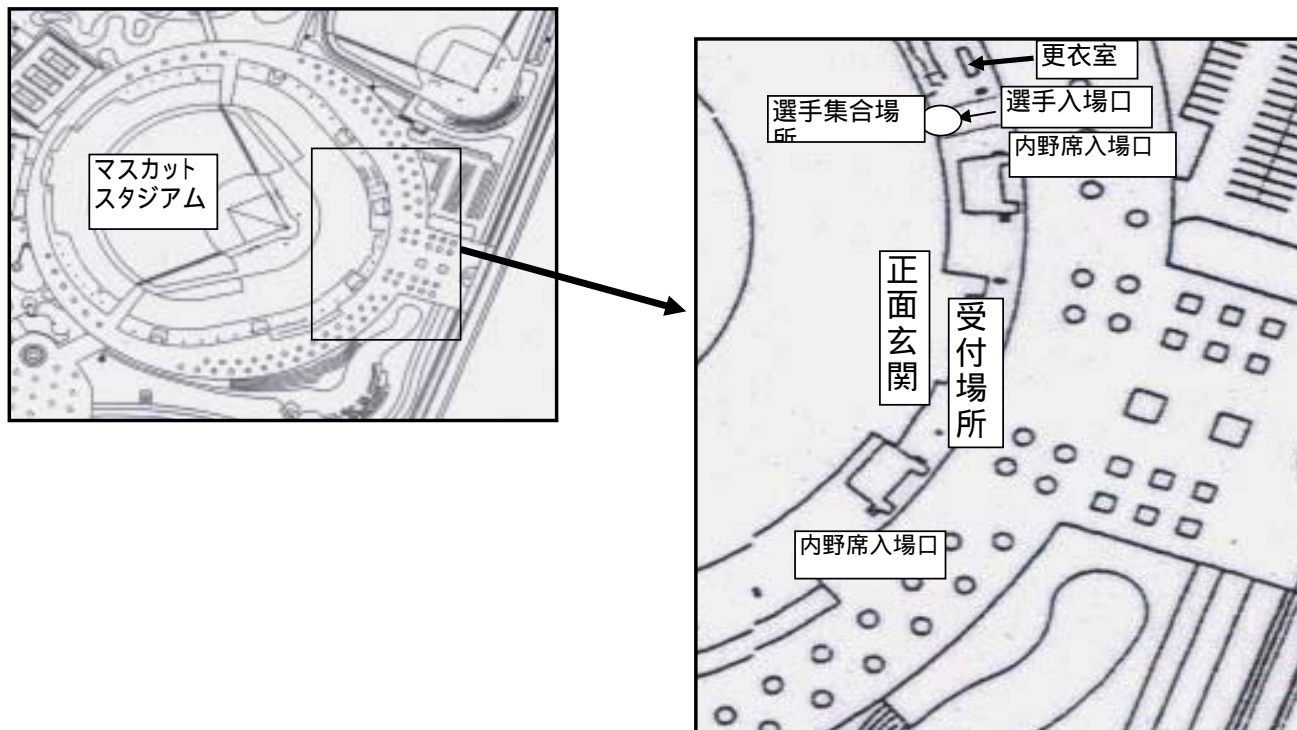 マスカット
スタジアム
更衣室
選手入場口
選手集合場
所
内野席入場口
正面玄関
受付場所
内野席入場口